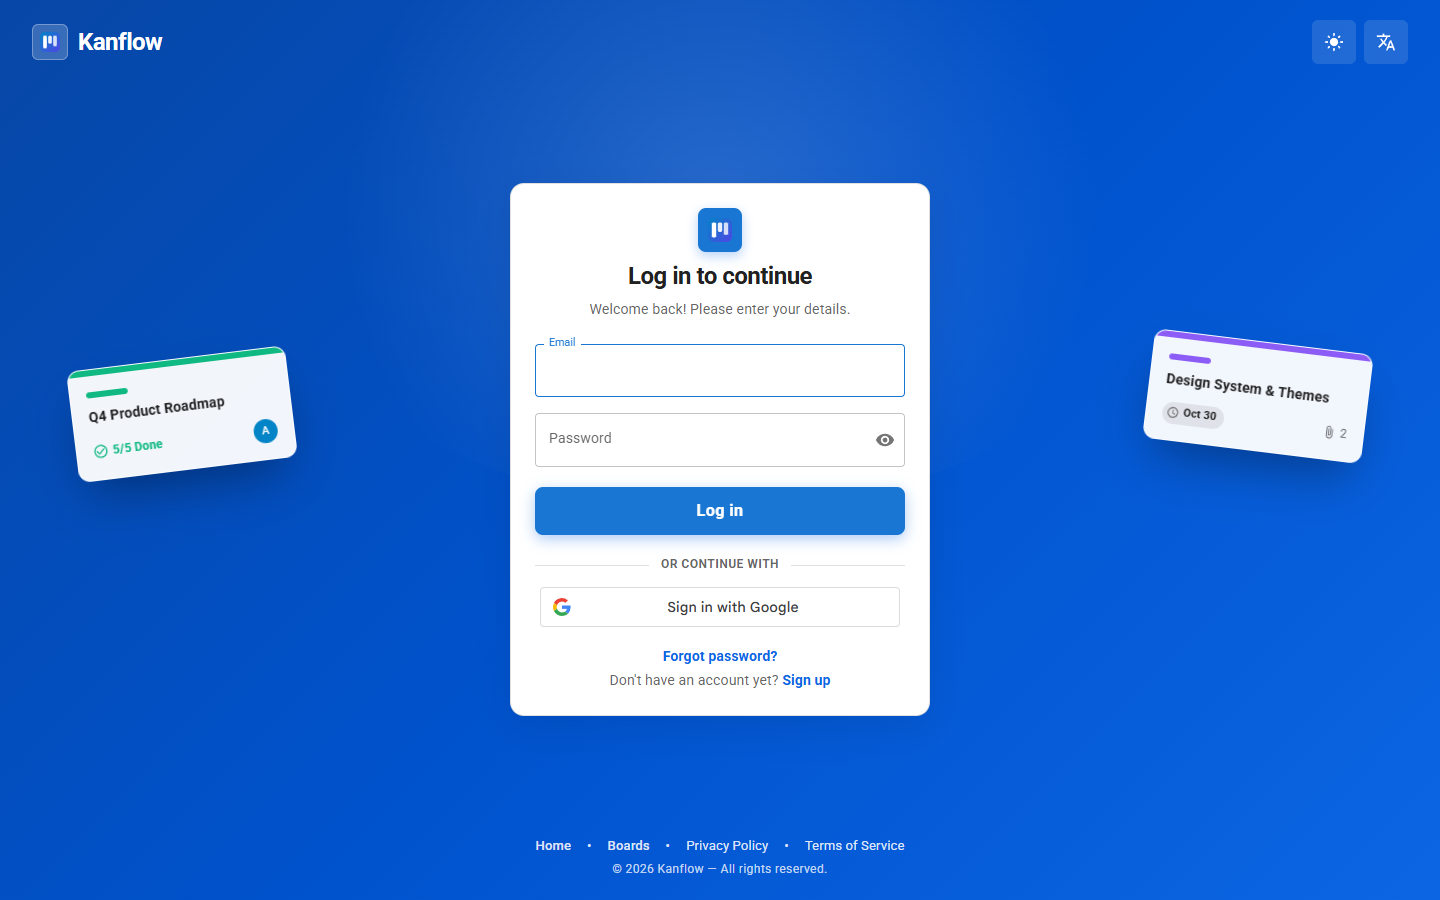 Kanflow
Log in to continue
Welcome back! Please enter your details.
Email
Password
Log in
OR CONTINUE WITH
Sign in with Google
Forgot password?
Don't have an account yet? Sign up
Q4 Product Roadmap
5/5 Done
A
Design System & Themes
Oct 30
2
Home • Boards • Privacy Policy • Terms of Service
© 2026 Kanflow — All rights reserved.